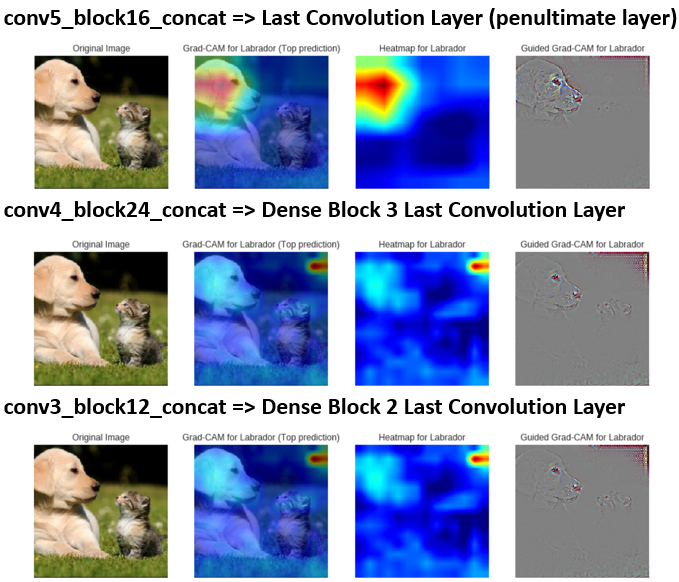 conv5_block16_concat => Last Convolution Layer (penultimate layer)
Original Image Grad-CAM for Labrador (Top prediction) Heatmap for Labrador Guided Grad-CAM for Labrador
conv4_block24_concat => Dense Block 3 Last Convolution Layer
Original Image Grad-CAM for Labrador (Top prediction) Heatmap for Labrador Guided Grad-CAM for Labrador
conv3_block12_concat => Dense Block 2 Last Convolution Layer
Original Image Grad-CAM for Labrador (Top prediction) Heatmap for Labrador Guided Grad-CAM for Labrador